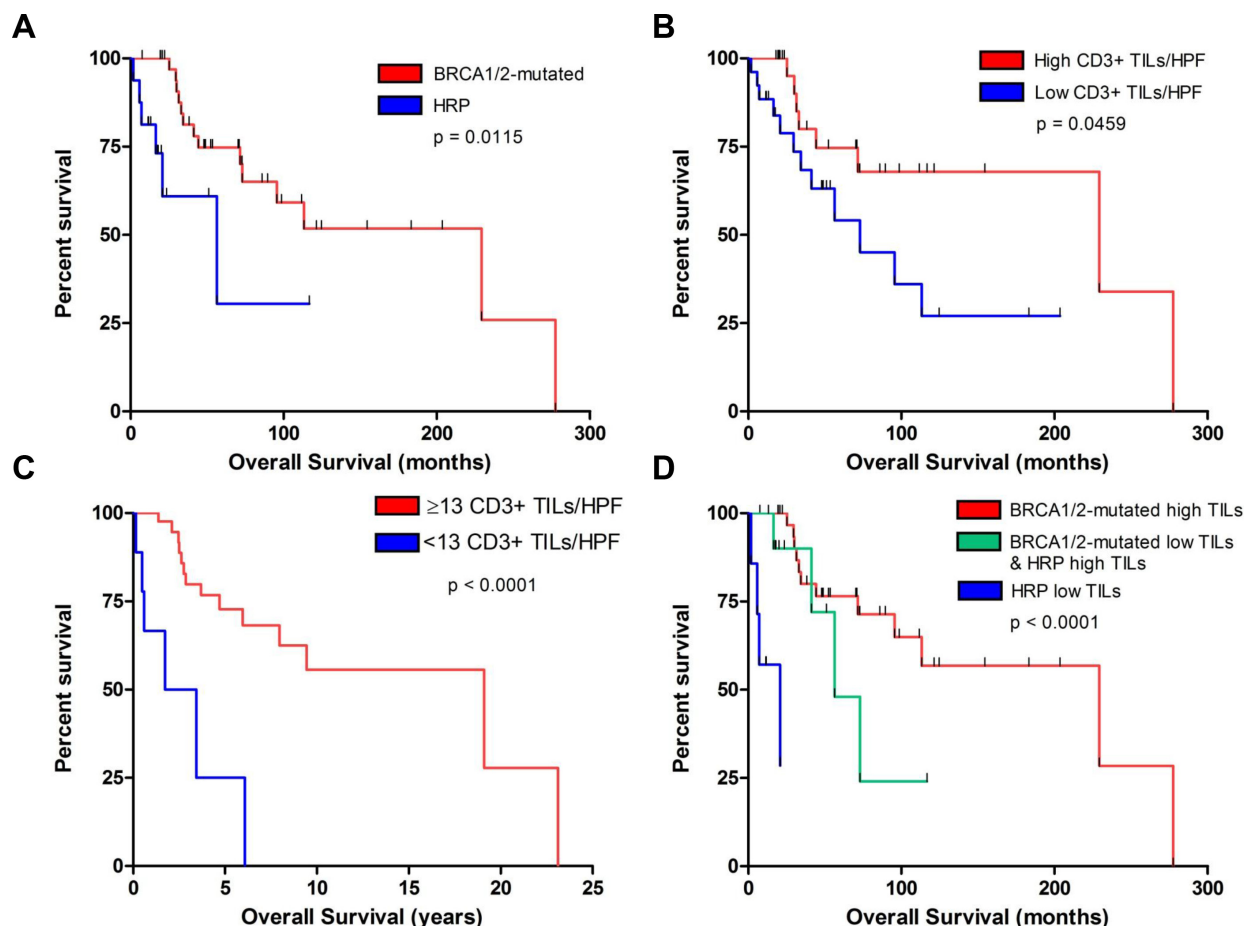 A
100
75
50
25
0
Percent survival
0
100
200
300
Overall Survival (months)
BRCA1/2-mutated
HRP
p = 0.0115
B
100
75
50
25
0
Percent survival
0
100
200
300
Overall Survival (months)
High CD3+ TILs/HPF
Low CD3+ TILs/HPF
p = 0.0459
C
100
75
50
25
0
Percent survival
0
5
10
15
20
25
Overall Survival (years)
≥13 CD3+ TILs/HPF
<13 CD3+ TILs/HPF
p < 0.0001
D
100
75
50
25
0
Percent survival
0
100
200
300
Overall Survival (months)
BRCA1/2-mutated high TILs
BRCA1/2-mutated low TILs
& HRP high TILs
HRP low TILs
p < 0.0001